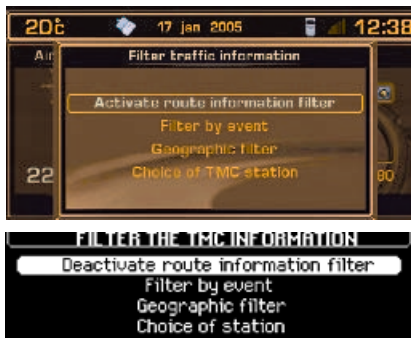 20°c 17 jan 2005 12:38
Air
Filter traffic information
Activate route information filter
Filter by event
Geographic filter
Choice of TMC station
22
80
FILTER THE TMC INFORMATION
Deactivate route information filter
Filter by event
Geographic filter
Choice of station